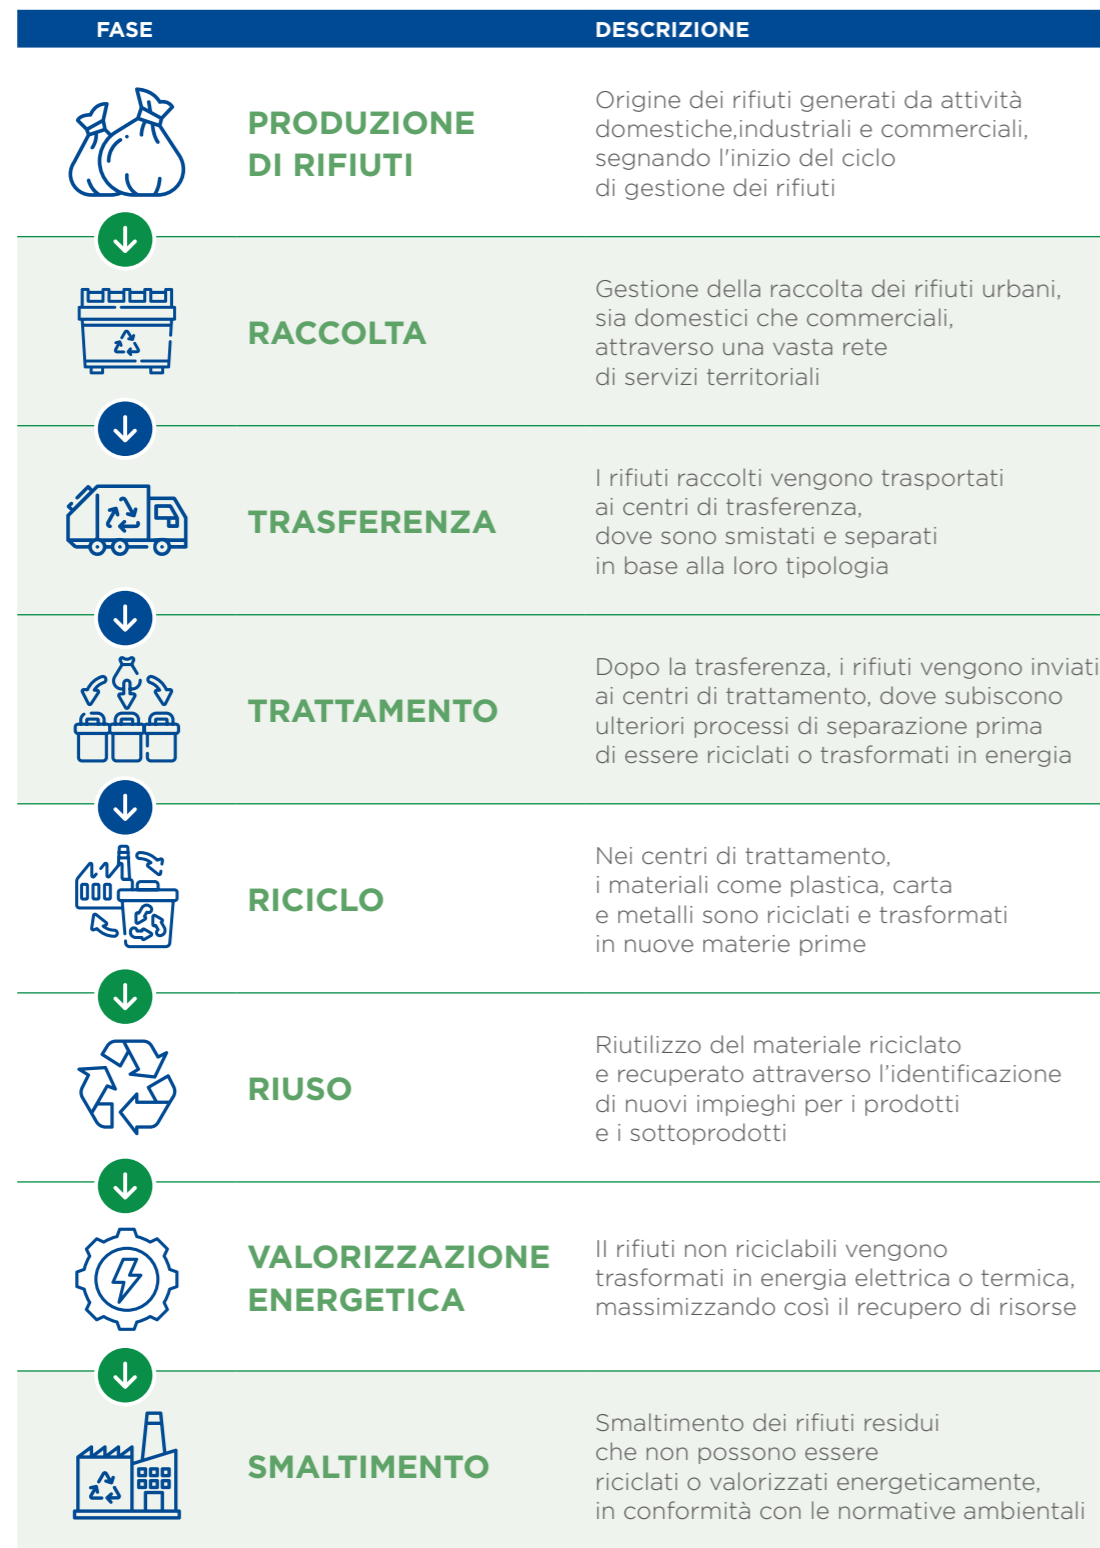 FASE
DESCRIZIONE
PRODUZIONE
DI RIFIUTI
Origine dei rifiuti generati da attività
domestiche,industriali e commerciali,
segnando l'inizio del ciclo
di gestione dei rifiuti
RACCOLTA
Gestione della raccolta dei rifiuti urbani,
sia domestici che commerciali,
attraverso una vasta rete
di servizi territoriali
TRASFERENZA
I rifiuti raccolti vengono trasportati
ai centri di trasferenza,
dove sono smistati e separati
in base alla loro tipologia
TRATTAMENTO
Dopo la trasferenza, i rifiuti vengono inviati
ai centri di trattamento, dove subiscono
ulteriori processi di separazione prima
di essere riciclati o trasformati in energia
RICICLO
Nei centri di trattamento,
i materiali come plastica, carta
e metalli sono riciclati e trasformati
in nuove materie prime
RIUSO
Riutilizzo del materiale riciclato
e recuperato attraverso l’identificazione
di nuovi impieghi per i prodotti
e i sottoprodotti
VALORIZZAZIONE
ENERGETICA
II rifiuti non riciclabili vengono
trasformati in energia elettrica o termica,
massimizzando così il recupero di risorse
SMALTIMENTO
Smaltimento dei rifiuti residui
che non possono essere
riciclati o valorizzati energeticamente,
in conformità con le normative ambientali